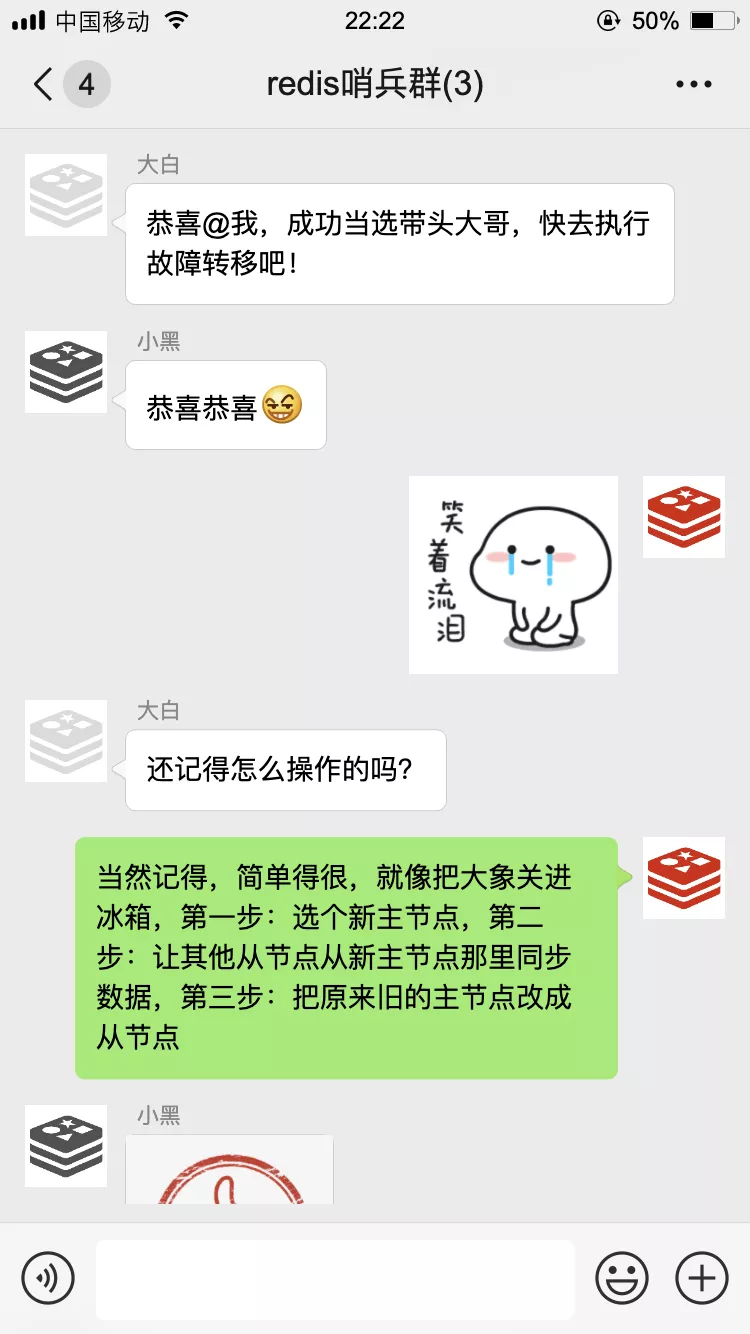 中国移动 22:22 50%
4 redis哨兵群(3)
大白
恭喜@我，成功当选带头大哥，快去执行
故障转移吧！
小黑
恭喜恭喜
笑着流泪
大白
还记得怎么操作的吗？
当然记得，简单得很，就像把大象关进
冰箱，第一步：选个新主节点，第二
步：让其他从节点从新主节点那里同步
数据，第三步：把原来旧的主节点改成
从节点
小黑